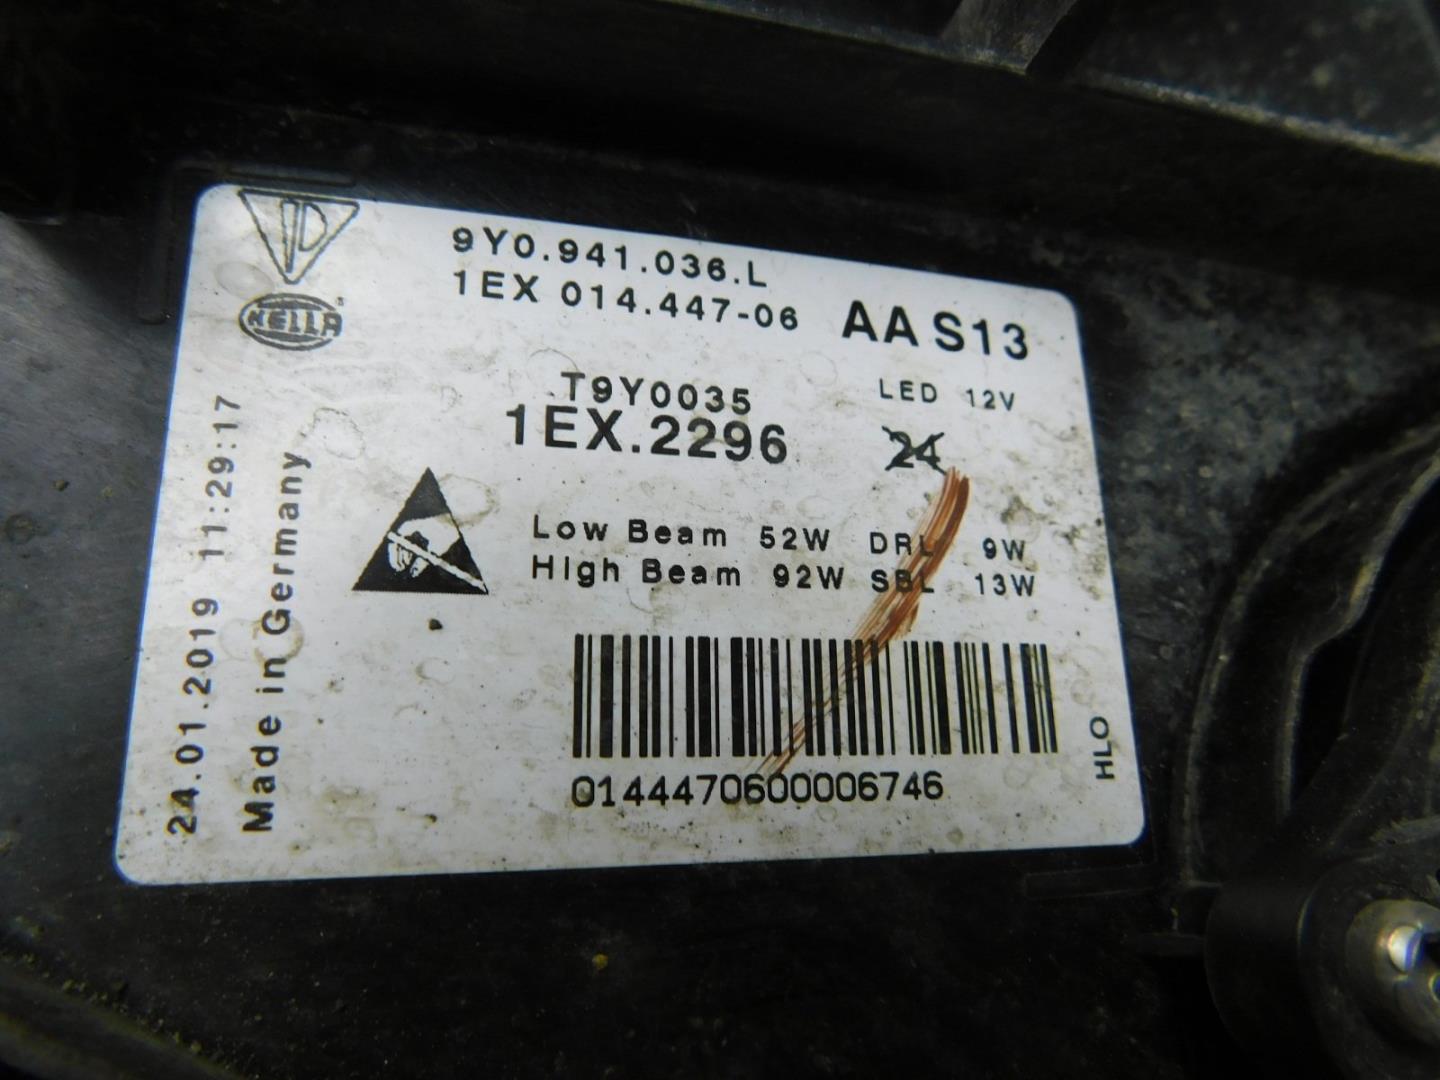 9Y0.941.036.L
1EX 014.447-06
AA S13
HELLA
T9Y0035
LED 12V
1EX.2296
24
Low Beam 52W DRL 9W
High Beam 92W SBL 13W
0144470600006746
HLO
24.01.2019 11:29:17
Made in Germany